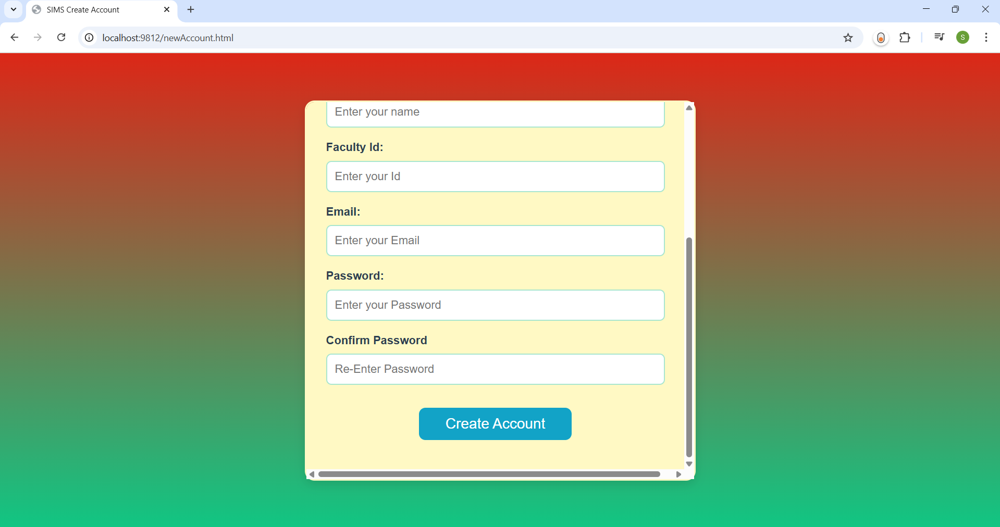 SIMS Create Account
localhost:9812/newAccount.html
S
Enter your name
Faculty Id:
Enter your Id
Email:
Enter your Email
Password:
Enter your Password
Confirm Password
Re-Enter Password
Create Account